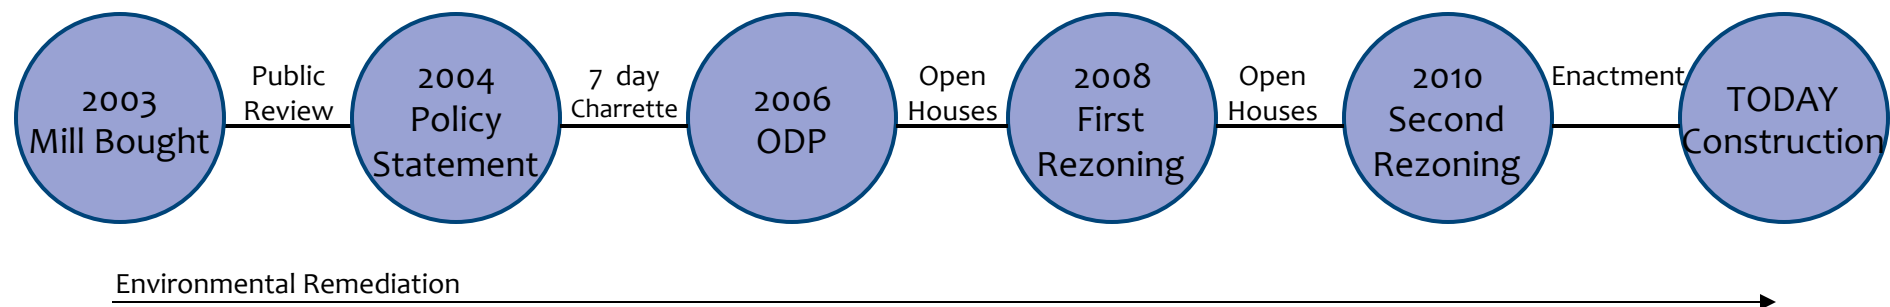 2003
Mill Bought
Public
Review
2004
Policy
Statement
7 day
Charrette
2006
ODP
Open
Houses
2008
First
Rezoning
Open
Houses
2010
Second
Rezoning
Enactment
TODAY
Construction
Environmental Remediation